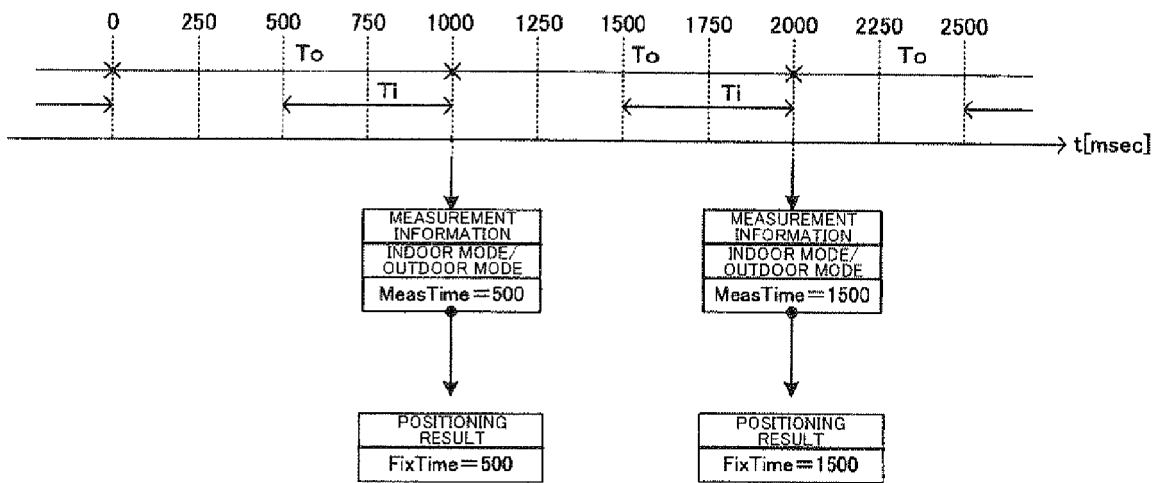 0 250 500 750 1000 1250 1500 1750 2000 2250 2500
To To To
Ti Ti
t[msec]
MEASUREMENT
INFORMATION
INDOOR MODE/
OUTDOOR MODE
MeasTime=500
MEASUREMENT
INFORMATION
INDOOR MODE/
OUTDOOR MODE
MeasTime=1500
POSITIONING
RESULT
FixTime=500
POSITIONING
RESULT
FixTime=1500